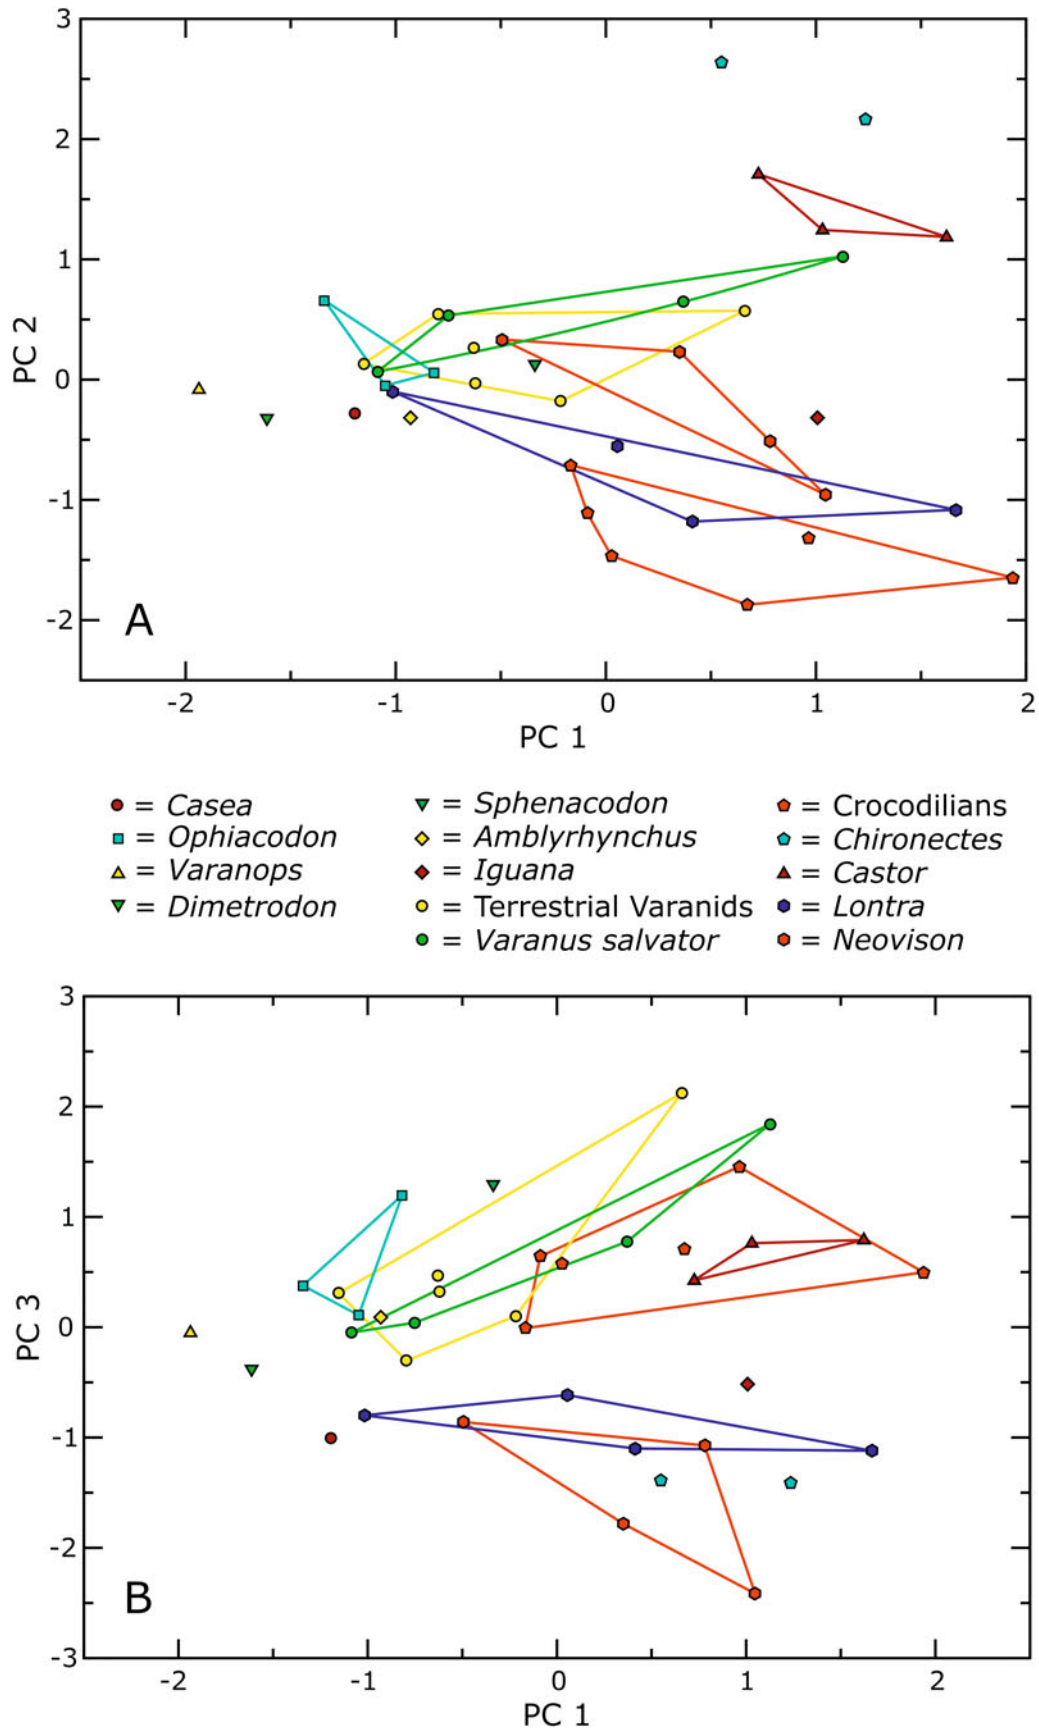 3
2
1
0
-1
-2
PC 2
A
-2
-1
0
1
2
PC 1
= Casea
= Ophiacodon
= Varanops
= Dimetrodon
= Sphenacodon
= Amblyrhynchus
= Iguana
= Terrestrial Varanids
= Varanus salvator
= Crocodilians
= Chironectes
= Castor
= Lontra
= Neovison
3
2
1
0
-1
-2
-3
PC 3
B
-2
-1
0
1
2
PC 1